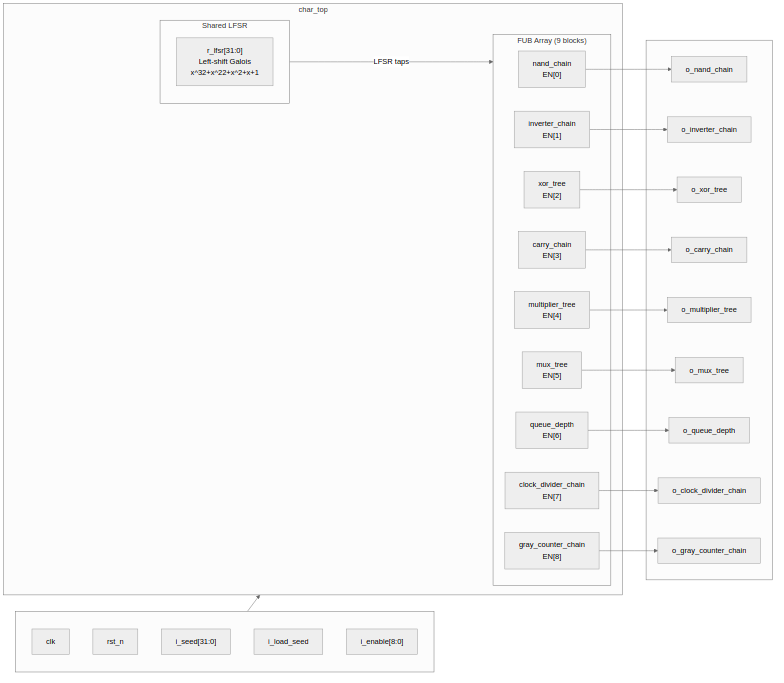 char_top
Shared LFSR
r_lfsr[31:0]
Left-shift Galois
x^32+x^22+x^2+x+1
LFSR taps
FUB Array (9 blocks)
nand_chain
EN[0]
o_nand_chain
inverter_chain
EN[1]
o_inverter_chain
xor_tree
EN[2]
o_xor_tree
carry_chain
EN[3]
o_carry_chain
multiplier_tree
EN[4]
o_multiplier_tree
mux_tree
EN[5]
o_mux_tree
queue_depth
EN[6]
o_queue_depth
clock_divider_chain
EN[7]
o_clock_divider_chain
gray_counter_chain
EN[8]
o_gray_counter_chain
clk
rst_n
i_seed[31:0]
i_load_seed
i_enable[8:0]